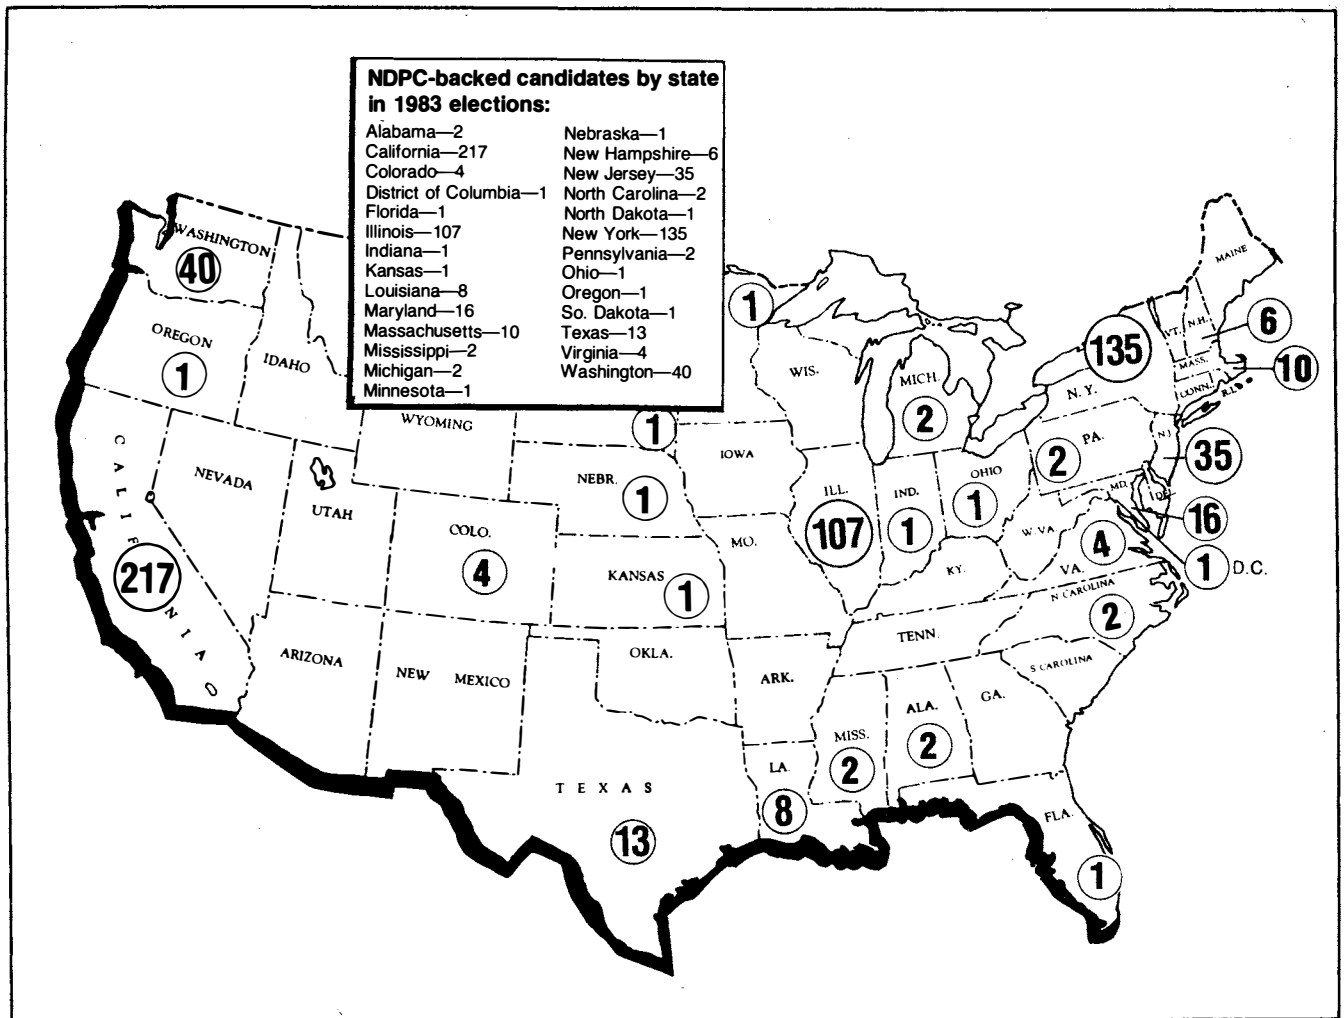 NDPC-backed candidates by state
in 1983 elections:
Alabama—2
California—217
Colorado—4
District of Columbia—1
Florida—1
Illinois—107
Indiana—1
Kansas—1
Louisiana—8
Maryland—16
Massachusetts—10
Mississippi—2
Michigan—2
Minnesota—1
Nebraska—1
New Hampshire—6
New Jersey—35
North Carolina—2
North Dakota—1
New York—135
Pennsylvania—2
Ohio—1
Oregon—1
So. Dakota—1
Texas—13
Virginia—4
Washington—40
WASHINGTON
40
OREGON
1
IDAHO
WYOMING
CALIFORNIA
217
NEVADA
UTAH
COLO.
4
ARIZONA
NEW MEXICO
1
NEBR.
1
KANSAS
1
OKLA.
TEXAS
13
1
WIS.
IOWA
MO.
ARK.
LA.
8
ILL.
107
MICH.
2
IND.
1
OHIO
1
KY.
TENN.
MISS.
2
ALA.
2
GA.
FLA.
1
S CAROLINA
N CAROLINA
2
VA.
4
W.VA
PA.
2
N.Y.
135
MAINE
VT.
N.H.
6
MASS.
10
CONN.
R.I.
N.J.
35
MD.
16
DE.
1
D.C.